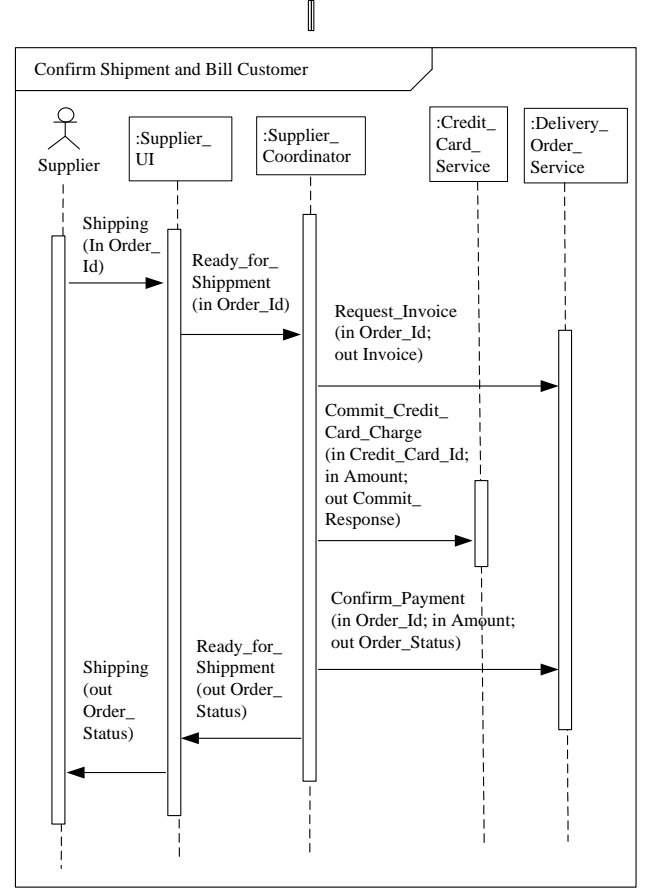 Confirm Shipment and Bill Customer
Supplier
:Supplier_
UI
:Supplier_
Coordinator
:Credit_
Card_
Service
:Delivery_
Order_
Service
Shipping
(In Order_
Id)
Ready_for_
Shippment
(in Order_Id)
Request_Invoice
(in Order_Id;
out Invoice)
Commit_Credit_
Card_Charge
(in Credit_Card_Id;
in Amount;
out Commit_
Response)
Confirm_Payment
(in Order_Id; in Amount;
out Order_Status)
Ready_for_
Shippment
(out Order_
Status)
Shipping
(out
Order_
Status)